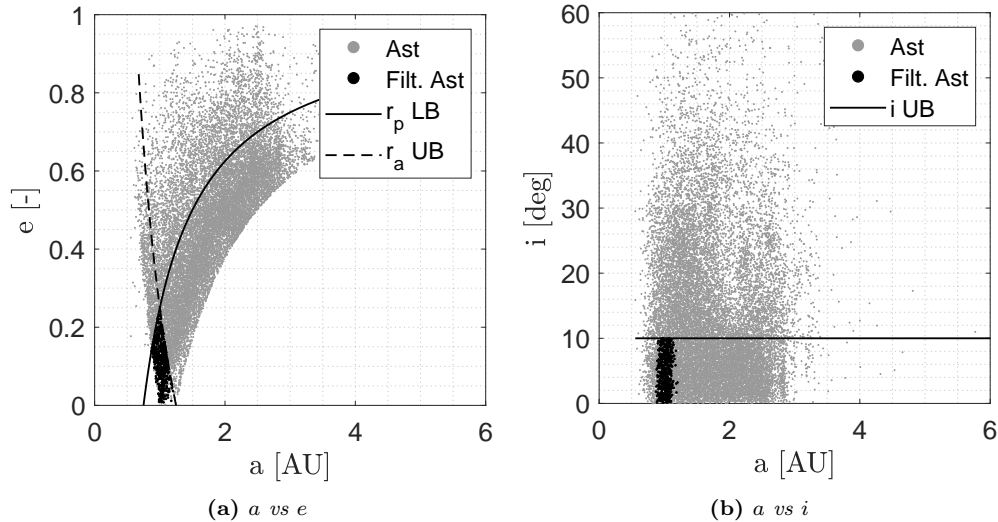 1
0.8
0.6
0.4
0.2
0
0 2 4 6
e [-]
a [AU]
Ast
Filt. Ast
r_p LB
r_a UB
(a) a vs e
60
50
40
30
20
10
0
0 2 4 6
i [deg]
a [AU]
Ast
Filt. Ast
i UB
(b) a vs i